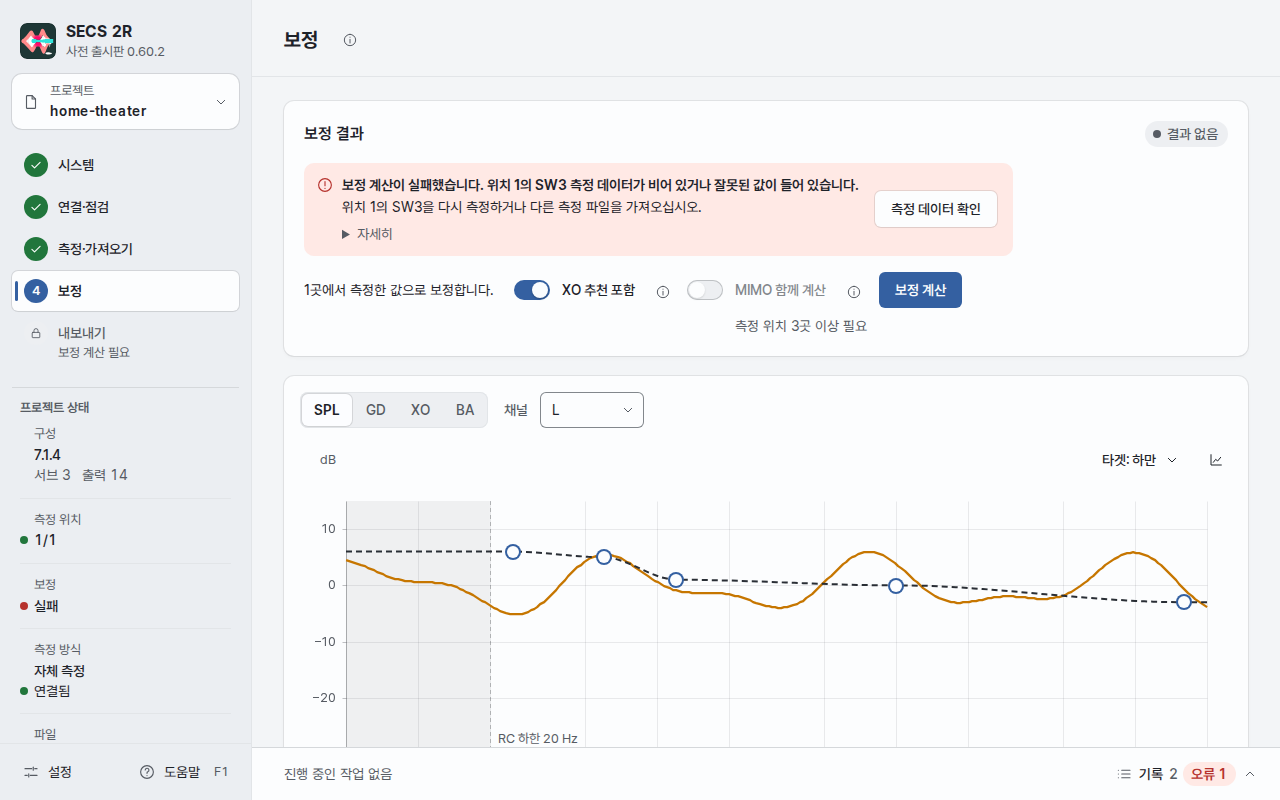 SECS 2R
사전 출시판 0.60.2
프로젝트
home-theater
시스템
연결·점검
측정·가져오기
4 보정
내보내기
보정 계산 필요
프로젝트 상태
구성
7.1.4
서브 3 출력 14
측정 위치
1/1
보정
실패
측정 방식
자체 측정
연결됨
파일
설정
도움말 F1
보정
보정 결과
결과 없음
보정 계산이 실패했습니다. 위치 1의 SW3 측정 데이터가 비어 있거나 잘못된 값이 들어 있습니다.
위치 1의 SW3을 다시 측정하거나 다른 측정 파일을 가져오십시오.
▶ 자세히
측정 데이터 확인
1곳에서 측정한 값으로 보정합니다.
XO 추천 포함
MIMO 함께 계산
측정 위치 3곳 이상 필요
보정 계산
SPL GD XO BA
채널
L
dB
타겟: 하만
10
0
−10
−20
RC 하한 20 Hz
진행 중인 작업 없음
기록 2 오류 1